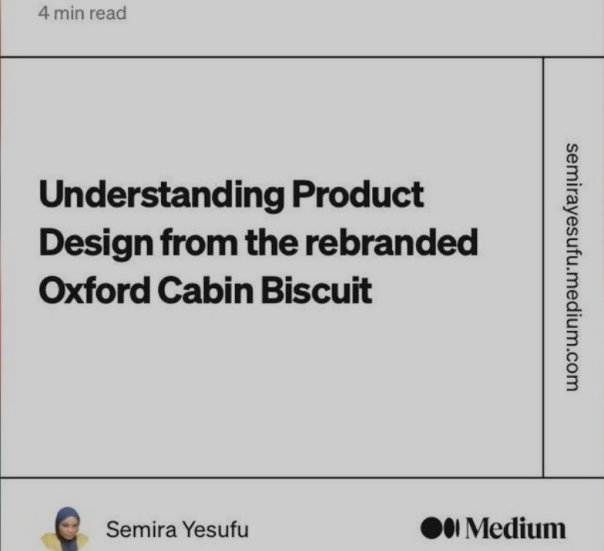 4 min read
Understanding Product
Design from the rebranded
Oxford Cabin Biscuit
semirayesufu.medium.com
Semira Yesufu
Medium